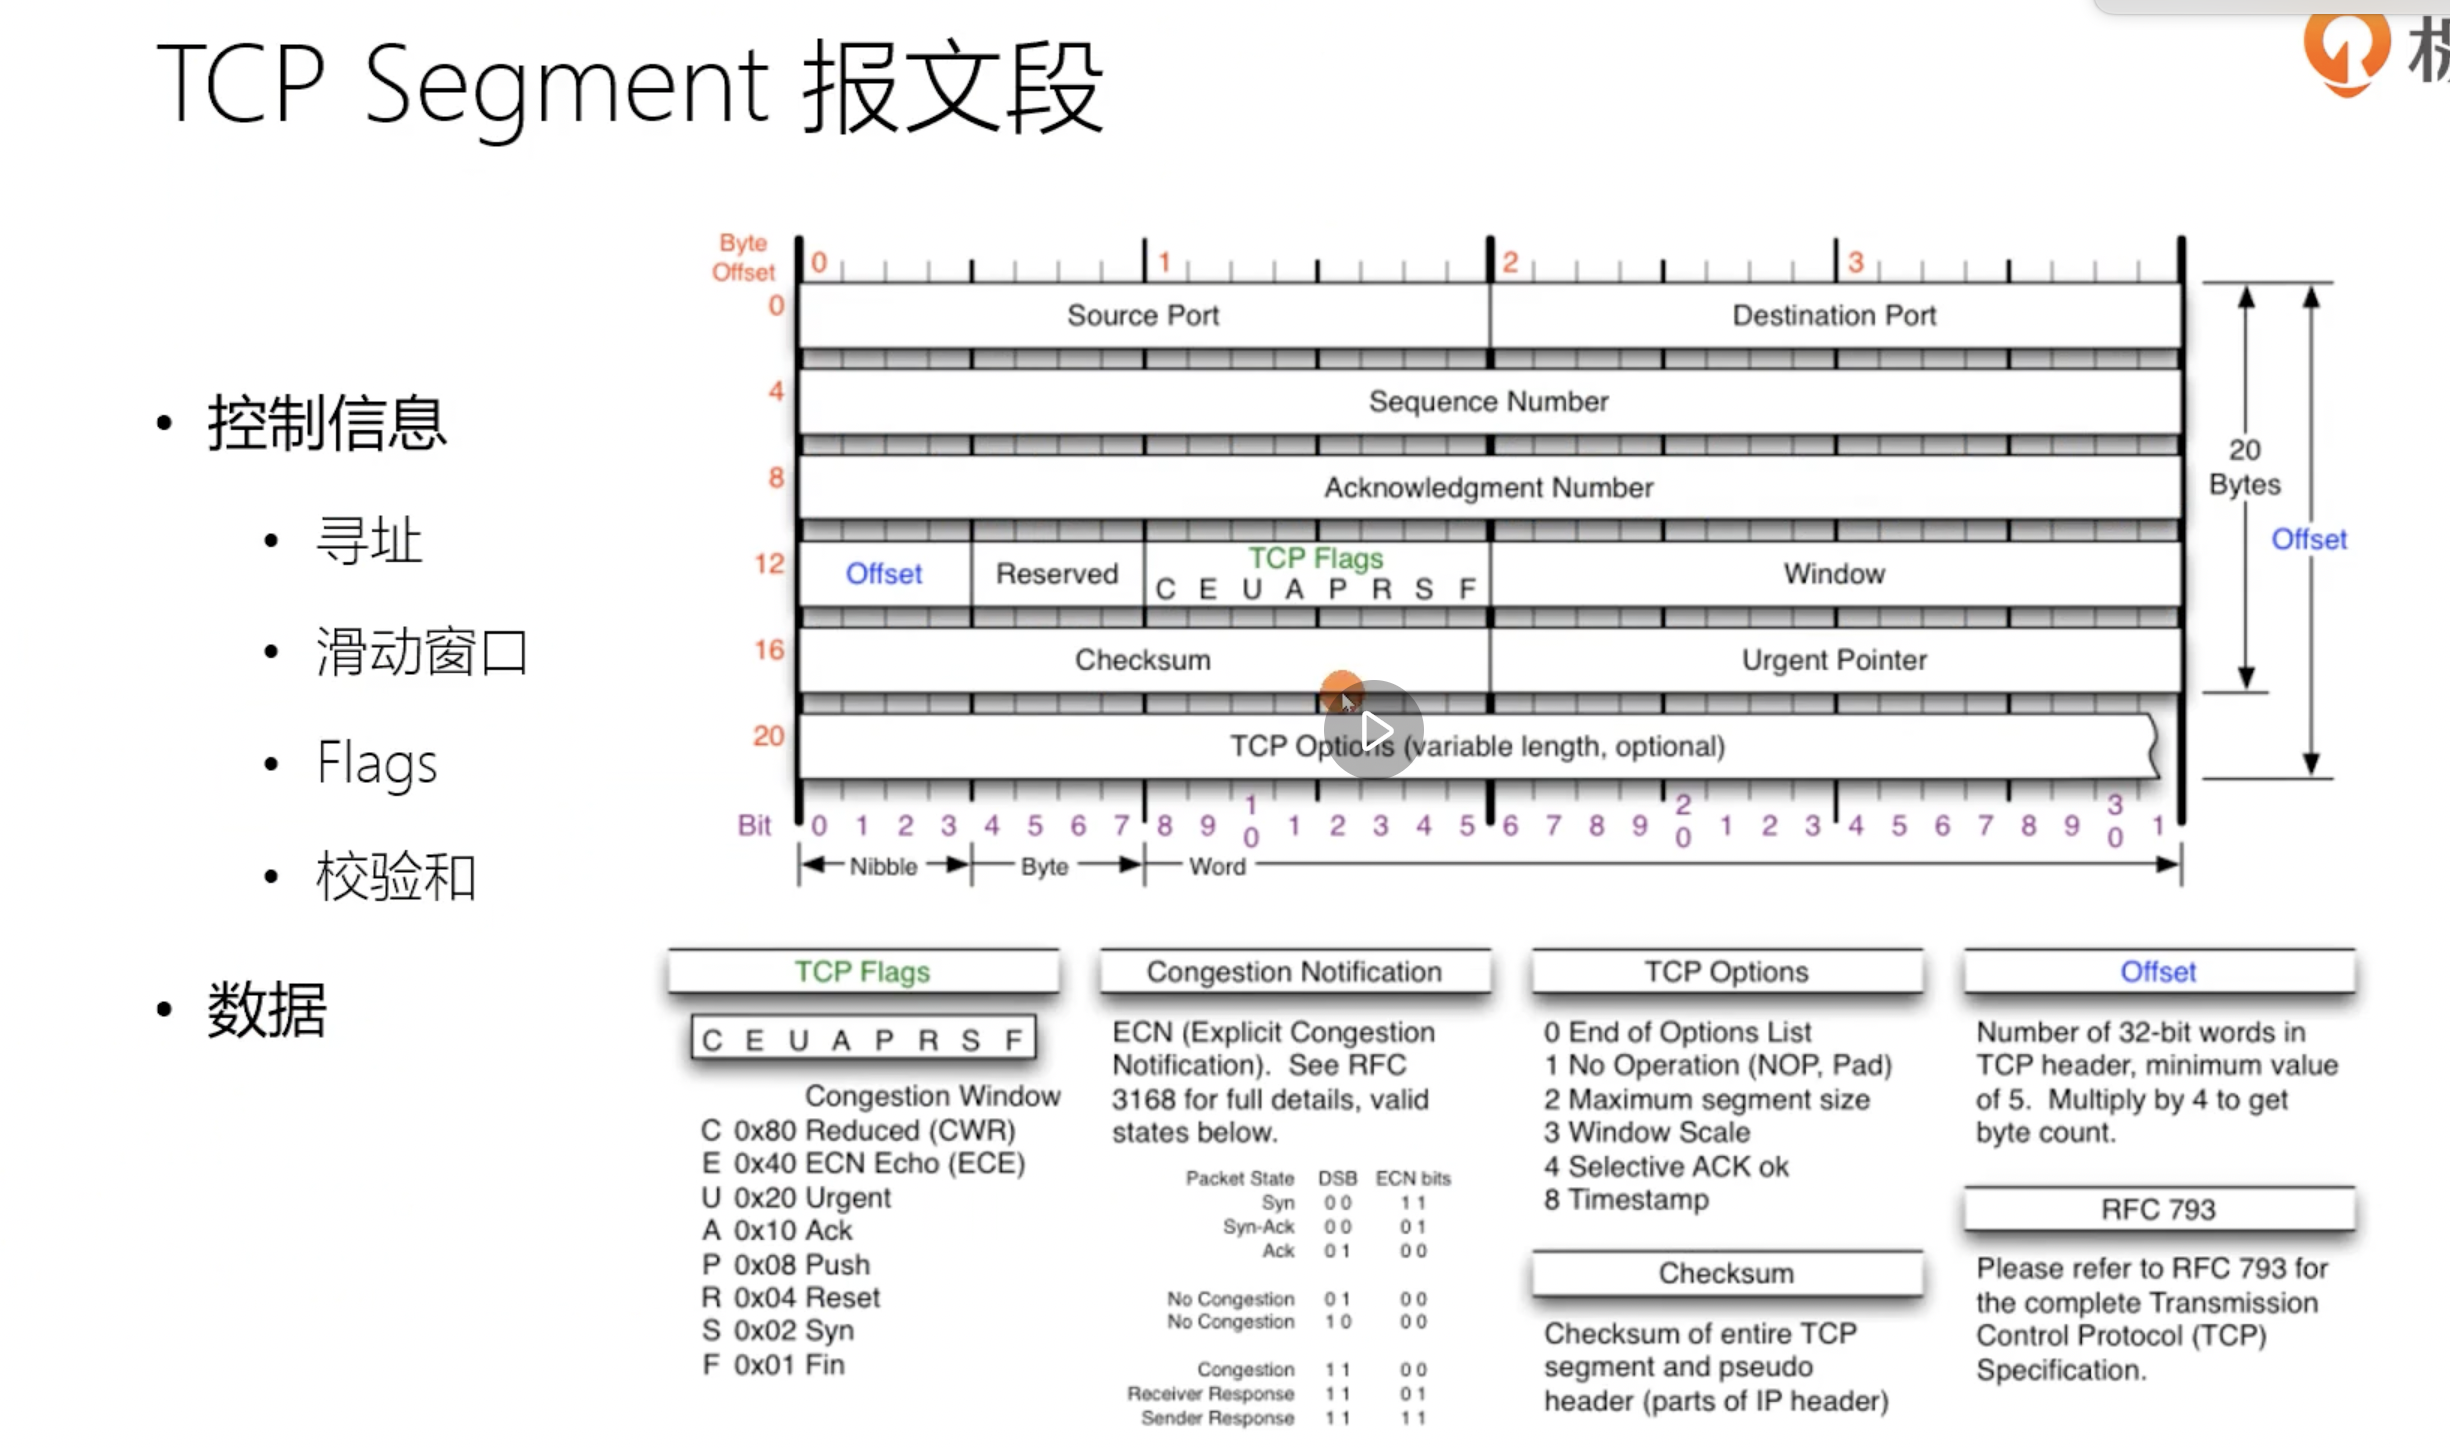 TCP Segment 报文段
• 控制信息
• 寻址
• 滑动窗口
• Flags
• 校验和
• 数据
Byte
Offset
0 1 2 3
0 Source Port Destination Port
4 Sequence Number
8 Acknowledgment Number
12 Offset Reserved TCP Flags Window
C E U A P R S F
16 Checksum Urgent Pointer
20 TCP Options (variable length, optional)
20
Bytes
Offset
Bit 0 1 2 3 4 5 6 7 8 9 10 1 2 3 4 5 6 7 8 9 20 1 2 3 4 5 6 7 8 9 30 1
Nibble Byte Word
TCP Flags
C E U A P R S F
Congestion Window
C 0x80 Reduced (CWR)
E 0x40 ECN Echo (ECE)
U 0x20 Urgent
A 0x10 Ack
P 0x08 Push
R 0x04 Reset
S 0x02 Syn
F 0x01 Fin
Congestion Notification
ECN (Explicit Congestion
Notification). See RFC
3168 for full details, valid
states below.
Packet State DSB ECN bits
Syn 0 0 1 1
Syn-Ack 0 0 0 1
Ack 0 1 0 0
No Congestion 0 1 0 0
No Congestion 1 0 0 0
Congestion 1 1 0 0
Receiver Response 1 1 0 1
Sender Response 1 1 1 1
TCP Options
0 End of Options List
1 No Operation (NOP, Pad)
2 Maximum segment size
3 Window Scale
4 Selective ACK ok
8 Timestamp
Checksum
Checksum of entire TCP
segment and pseudo
header (parts of IP header)
Offset
Number of 32-bit words in
TCP header, minimum value
of 5. Multiply by 4 to get
byte count.
RFC 793
Please refer to RFC 793 for
the complete Transmission
Control Protocol (TCP)
Specification.